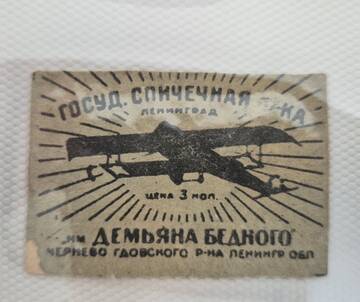 ГОСУД. СПИЧЕЧНАЯ Ф-КА
ЛЕНИНГРАД
ЦЕНА 3 КОП.
„ИМ ДЕМЬЯНА БЕДНОГО"
ЧЕРНЕВО ГДОВСКОГО Р-НА ЛЕНИНГР ОБЛ